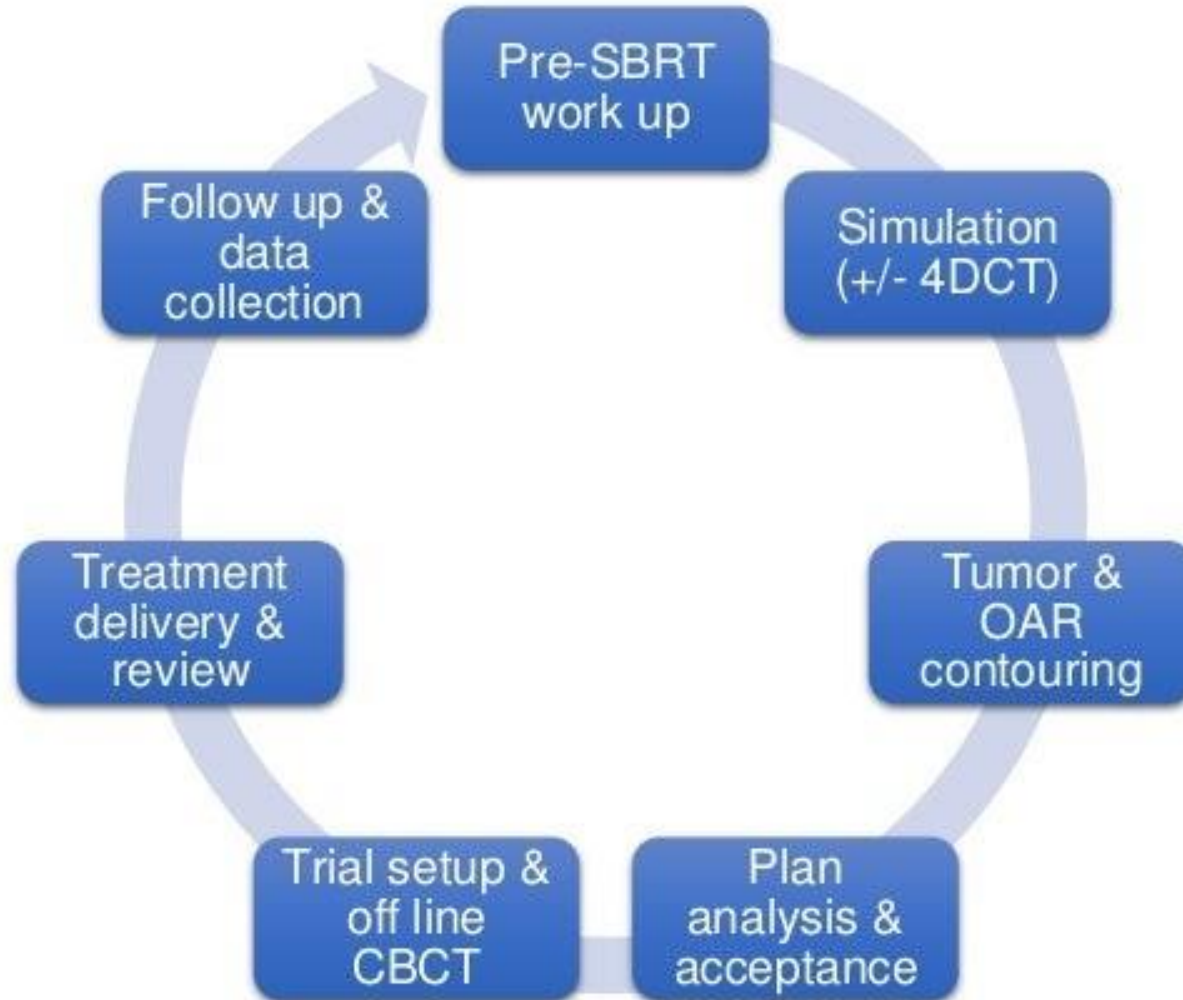 Pre-SBRT
work up
Simulation
(+/- 4DCT)
Tumor &
OAR
contouring
Plan
analysis &
acceptance
Trial setup &
off line
CBCT
Treatment
delivery &
review
Follow up &
data
collection